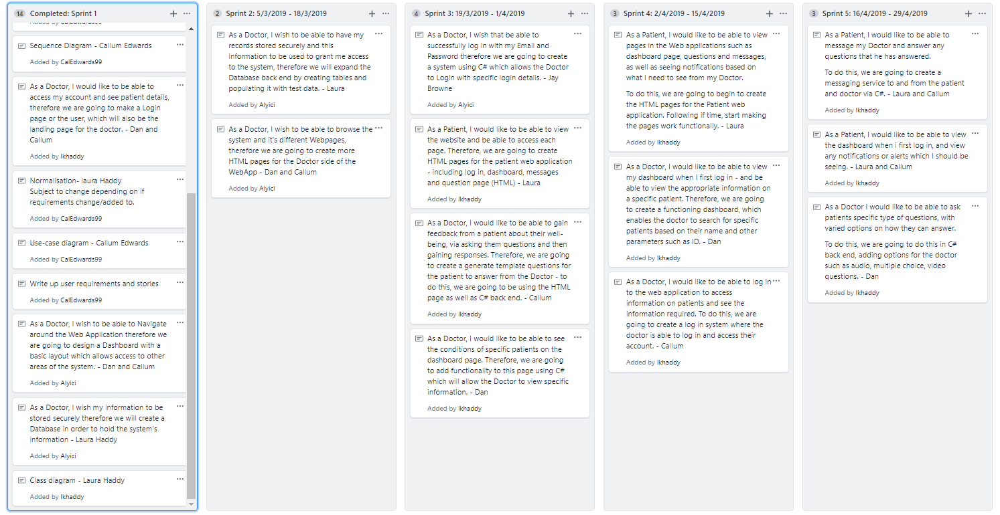 14 Completed: Sprint 1
Added by CalEdwards99
Sequence Diagram - Callum Edwards
Added by CalEdwards99
As a Doctor, I would like to be able to
access my account and see patient details,
therefore we are going to make a Login
page or the user, which will also be the
landing page for the doctor. - Dan and
Callum
Added by lkhaddy
Normalisation- laura Haddy
Subject to change depending on if
requirements change/added to.
Added by CalEdwards99
Use-case diagram - Callum Edwards
Added by CalEdwards99
Write up user requirements and stories
Added by CalEdwards99
As a Doctor, I wish to be able to Navigate
around the Web Application therefore we
are going to design a Dashboard with a
basic layout which allows access to other
areas of the system. - Dan and Callum
Added by Alyici
As a Doctor, I wish my information to be
stored securely therefore we will create a
Database in order to hold the system's
information - Laura Haddy
Added by Alyici
Class diagram - Laura Haddy
Added by lkhaddy
2 Sprint 2: 5/3/2019 - 18/3/2019
As a Doctor, I wish to be able to have my
records stored securely and this
information to be used to grant me access
to the system, therefore we will expand the
Database back end by creating tables and
populating it with test data. - Laura
Added by Alyici
As a Doctor, I wish to be able to browse the
system and it's different Webpages,
therefore we are going to create more
HTML pages for the Doctor side of the
WebApp - Dan and Callum
Added by Alyici
4 Sprint 3: 19/3/2019 - 1/4/2019
As a Doctor, I wish that be able to
successfully log in with my Email and
Password therefore we are going to create
a system using C# which allows the Doctor
to Login with specific login details. - Jay
Browne
Added by Alyici
As a Patient, I would like to be able to view
the website and be able to access each
page. Therefore, we are going to create
HTML pages for the patient web application
- including log in, dashboard, messages
and question page (HTML) - Laura
Added by lkhaddy
As a Doctor, I would like to be able to gain
feedback from a patient about their well-
being, via asking them questions and then
gaining responses. Therefore, we are going
to create a generate template questions for
the patient to answer from the Doctor - to
do this, we are going to be using the HTML
page as well as C# back end. - Callum
Added by lkhaddy
As a Doctor, I would like to be able to see
the conditions of specific patients on the
dashboard page. Therefore, we are going
to add functionality to this page using C#
which will allow the Doctor to view specific
information. - Dan
Added by lkhaddy
3 Sprint 4: 2/4/2019 - 15/4/2019
As a Patient, I would like to be able to view
pages in the Web applications such as
dashboard page, questions and messages,
as well as seeing notifications based on
what I need to see from my Doctor.
To do this, we are going to begin to create
the HTML pages for the Patient web
application. Following if time, start making
the pages work functionally. - Laura
Added by lkhaddy
As a Doctor, I would like to be able to view
my dashboard when I first log in - and be
able to view the appropriate information on
a specific patient. Therefore, we are going
to create a functioning dashboard, which
enables the doctor to search for specific
patients based on their name and other
parameters such as ID. - Dan
Added by lkhaddy
As a Doctor, I would like to be able to log in
to the web application to access
information on patients and see the
information required. To do this, we are
going to create a log in system where the
doctor is able to log in and access their
account. - Callum
Added by lkhaddy
3 Sprint 5: 16/4/2019 - 29/4/2019
As a Patient, I would like to be able to
message my Doctor and answer any
questions that he has answered.
To do this, we are going to create a
messaging service to and from the patient
and doctor via C#. - Laura and Callum
Added by lkhaddy
As a Patient, I would like to be able to view
the dashboard when i first log in, and view
any notifications or alerts which I should be
seeing. - Laura and Callum
Added by lkhaddy
As a Doctor I would like to be able to ask
patients specific type of questions, with
varied options on how they can answer.
To do this, we are going to do this in C#
back end, adding options for the doctor
such as audio, multiple choice, video
questions. - Dan
Added by lkhaddy